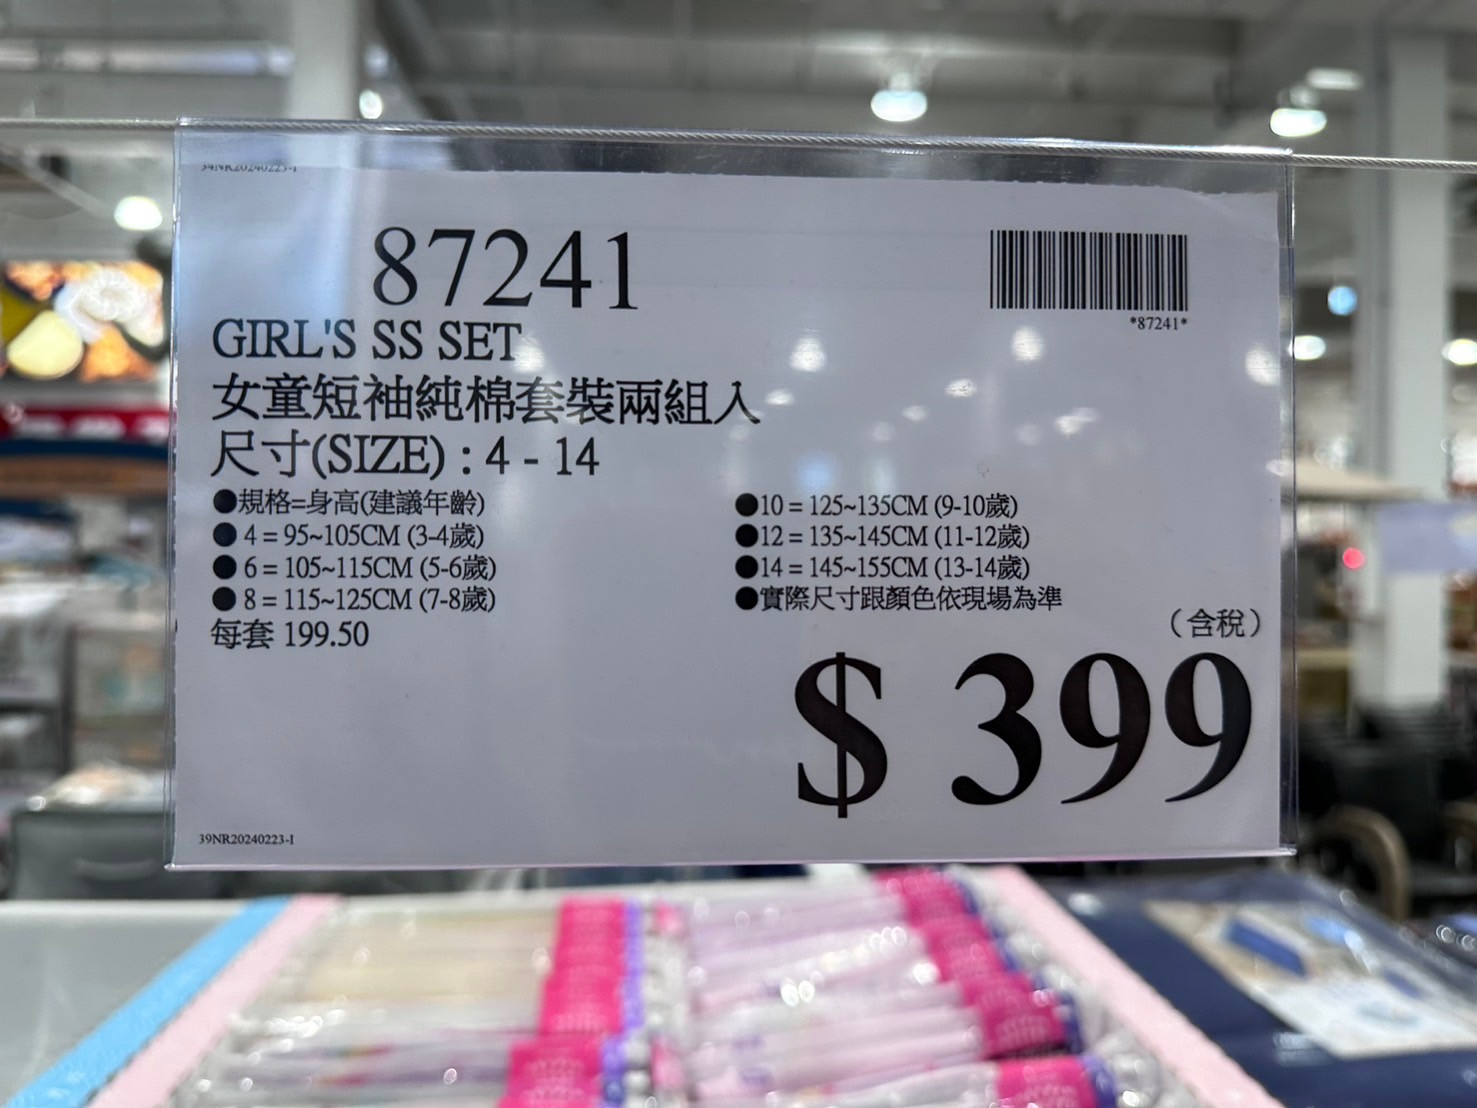 34NR20240223-1
87241
*87241*
GIRL'S SS SET
女童短袖純棉套裝兩組入
尺寸(SIZE) : 4 - 14
●規格=身高(建議年齡)
● 4 = 95~105CM (3-4歲)
● 6 = 105~115CM (5-6歲)
● 8 = 115~125CM (7-8歲)
●10 = 125~135CM (9-10歲)
●12 = 135~145CM (11-12歲)
●14 = 145~155CM (13-14歲)
●實際尺寸跟顏色依現場為準
每套 199.50
（含稅）
$ 399
39NR20240223-1